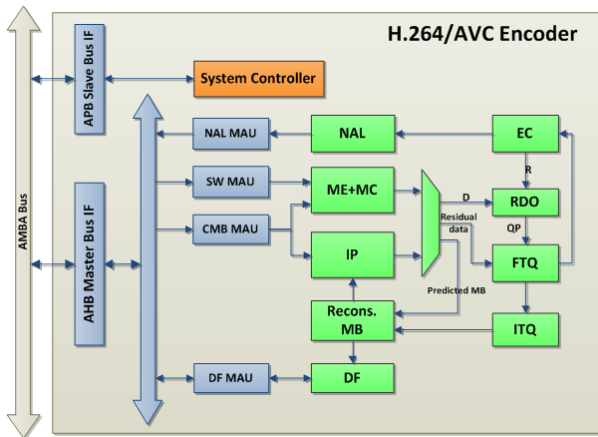 H.264/AVC Encoder
AMBA Bus
APB Slave Bus IF
System Controller
AHB Master Bus IF
NAL MAU
NAL
EC
R
SW MAU
ME+MC
D
RDO
CMB MAU
Residual
data
QP
IP
FTQ
Predicted MB
Recons.
MB
ITQ
DF MAU
DF